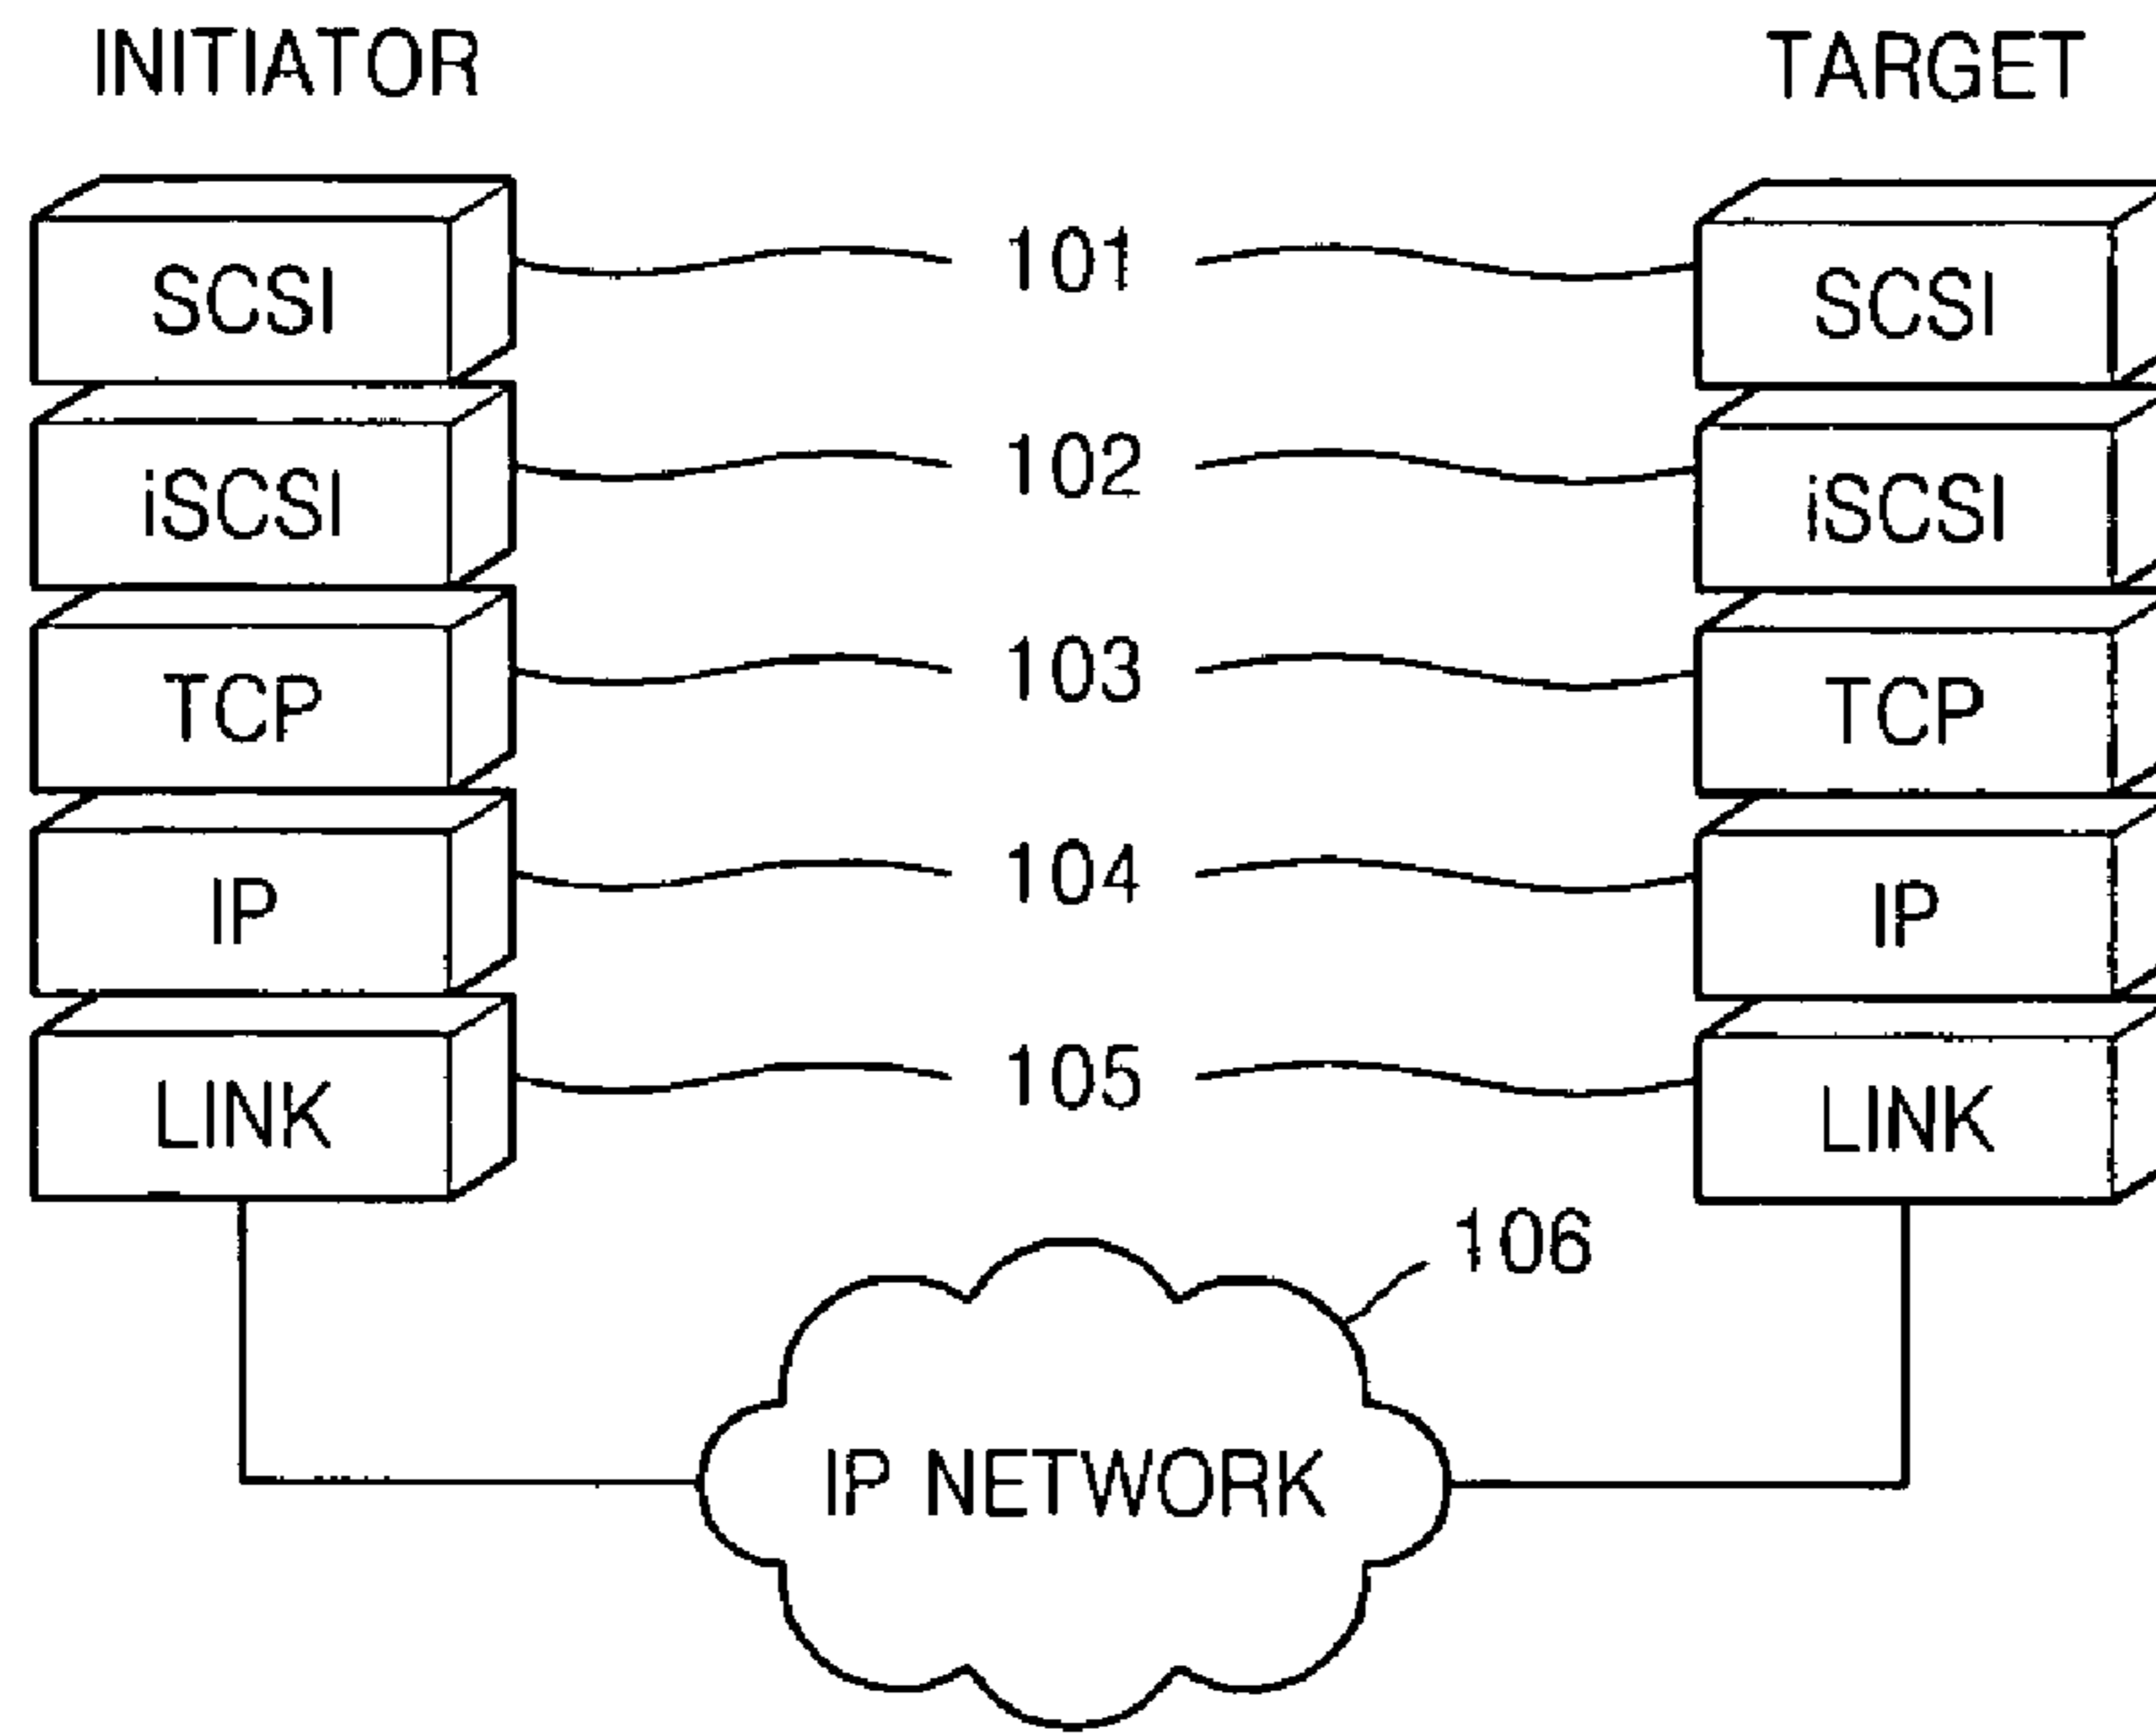 INITIATOR TARGET
SCSI 101 SCSI
iSCSI 102 iSCSI
TCP 103 TCP
IP 104 IP
LINK 105 LINK
106
IP NETWORK